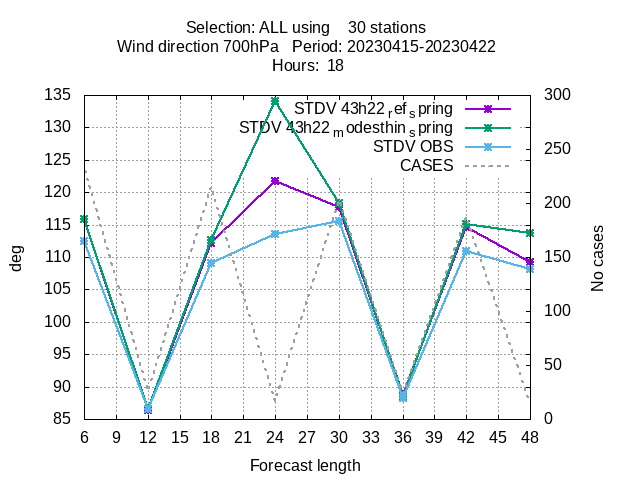 Selection: ALL using 30 stations
Wind direction 700hPa Period: 20230415-20230422
Hours: 18
STDV 43h22 ref spring
STDV 43h22 modesthin spring
STDV OBS
CASES
135
130
125
120
115
110
105
100
95
90
85
300
250
200
150
100
50
0
deg
No cases
6 9 12 15 18 21 24 27 30 33 36 39 42 45 48
Forecast length